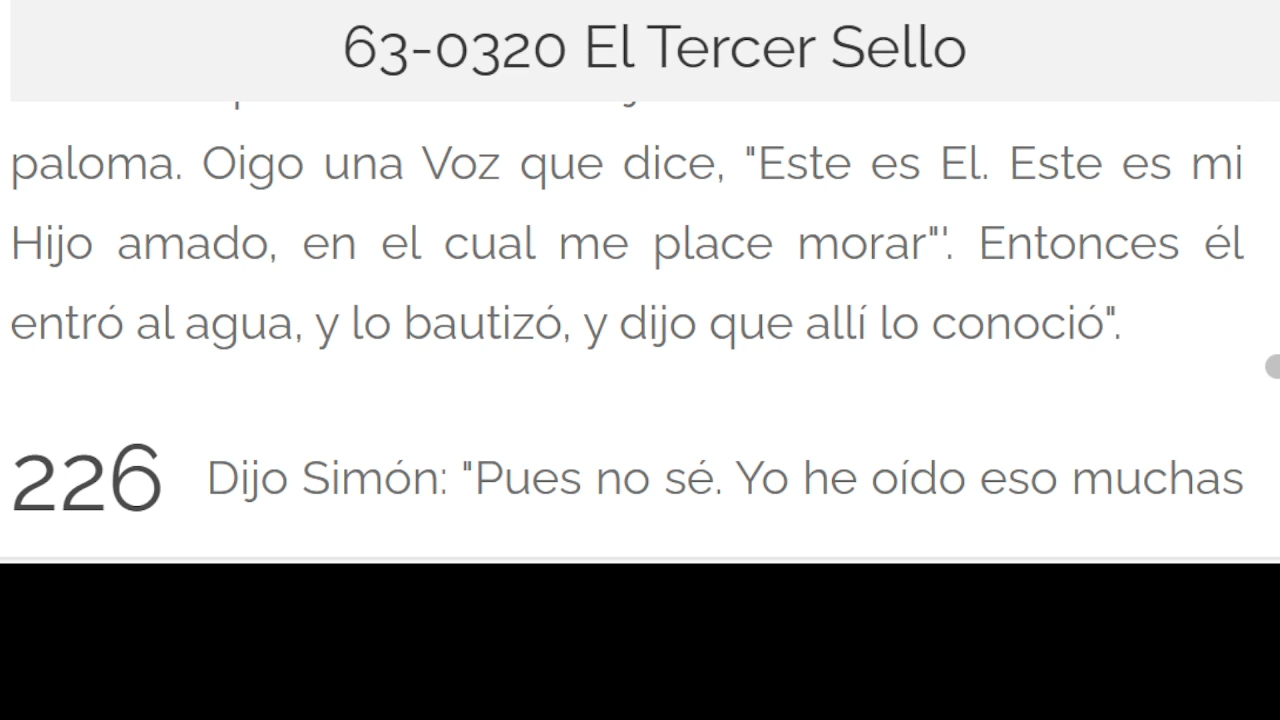 63-0320 El Tercer Sello
paloma. Oigo una Voz que dice, "Este es El. Este es mi
Hijo amado, en el cual me place morar"'. Entonces él
entró al agua, y lo bautizó, y dijo que allí lo conoció".
226 Dijo Simón: "Pues no sé. Yo he oído eso muchas